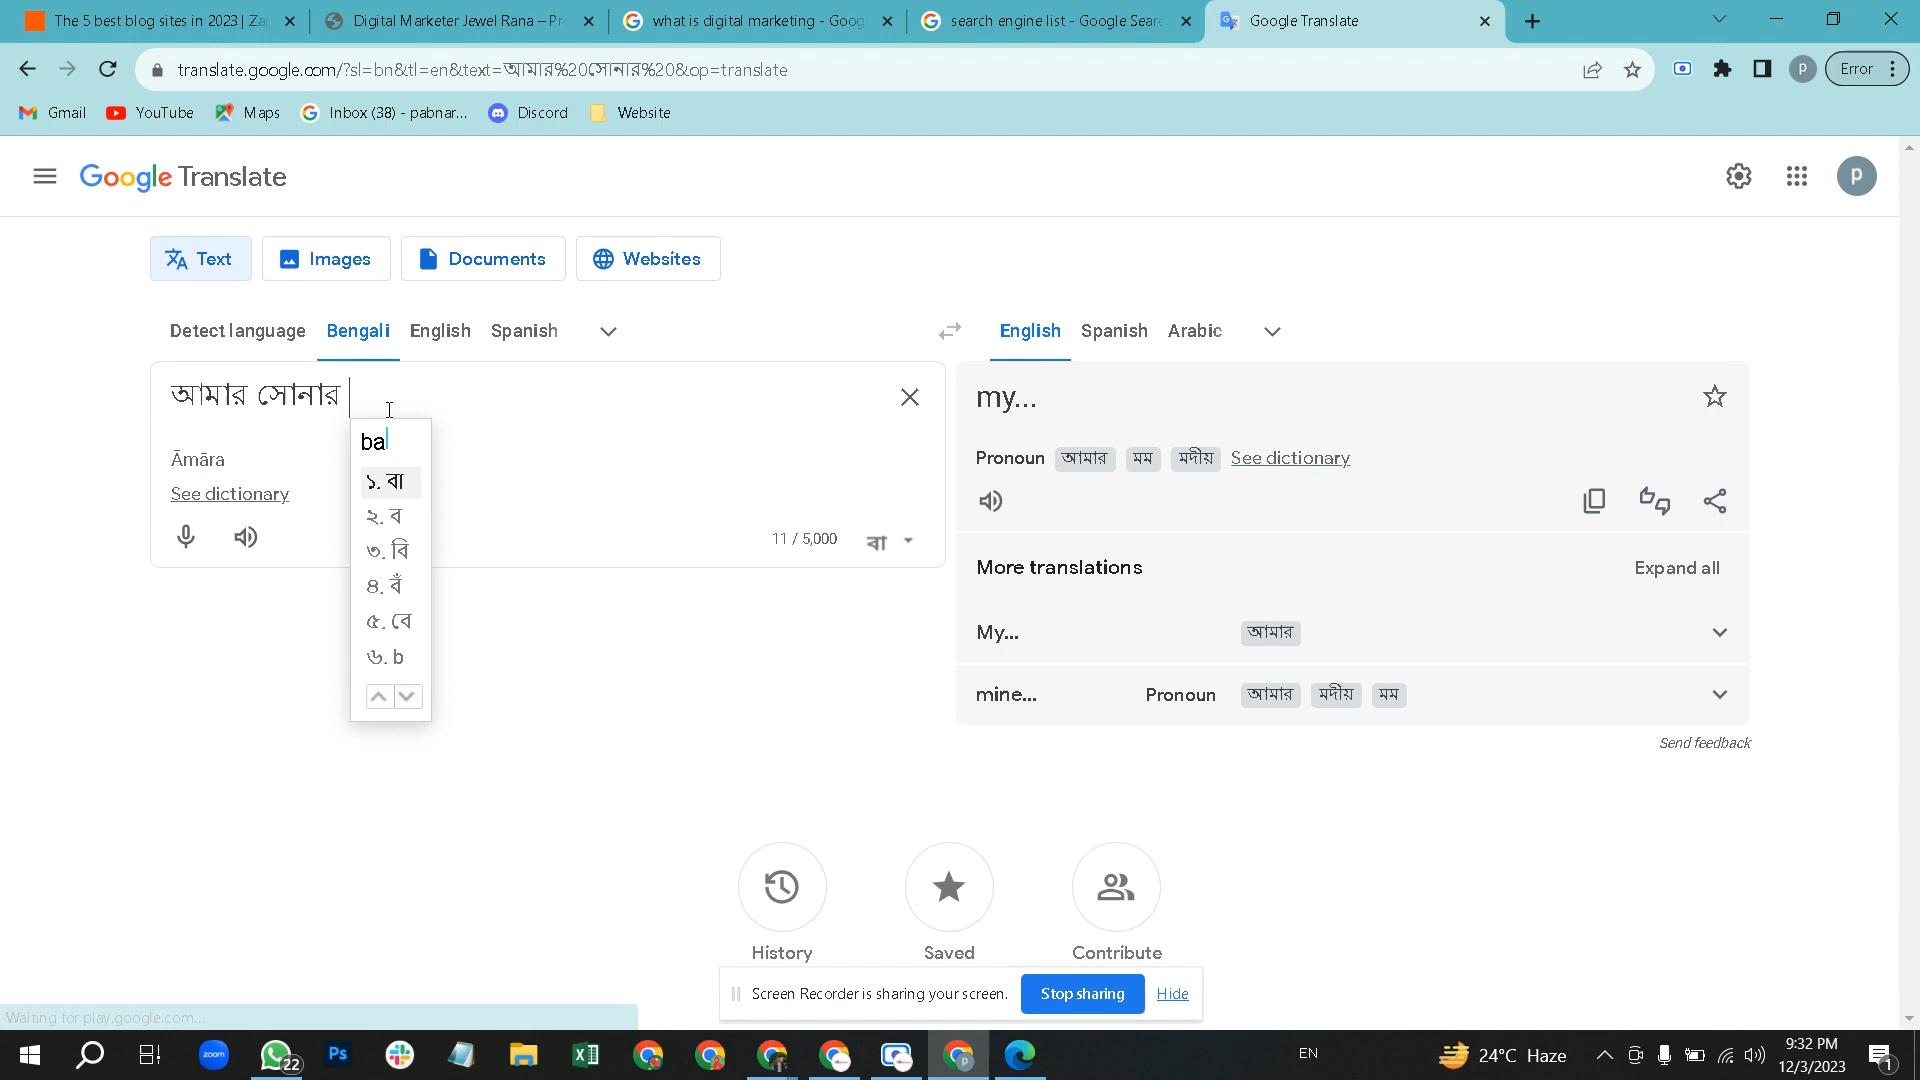 The 5 best blog sites in 2023 | Za
Digital Marketer Jewel Rana – Pr
what is digital marketing - Goog
search engine list - Google Searc
Google Translate
translate.google.com/?sl=bn&tl=en&text=আমার%20সোনার%20&op=translate
p
Error
Gmail
YouTube
Maps
Inbox (38) - pabnar...
Discord
Website
Google Translate
p
Text
Images
Documents
Websites
Detect language
Bengali
English
Spanish
English
Spanish
Arabic
আমার সোনার
my...
ba
Āmāra
Pronoun আমার মম মদীয় See dictionary
See dictionary
১. বা
২. ব
৩. বি
৪. বঁ
৫. বে
৬. b
11 / 5,000
বা
More translations
Expand all
My...
আমার
mine...
Pronoun
আমার মদীয় মম
Send feedback
History
Saved
Contribute
Screen Recorder is sharing your screen.
Stop sharing
Hide
Waiting for play.google.com...
zoom
22
Ps
p
EN
24°C Haze
9:32 PM
12/3/2023
1